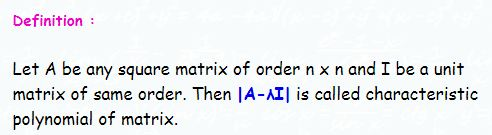 Definition :
Let A be any square matrix of order n x n and I be a unit
matrix of same order. Then |A-λI| is called characteristic
polynomial of matrix.